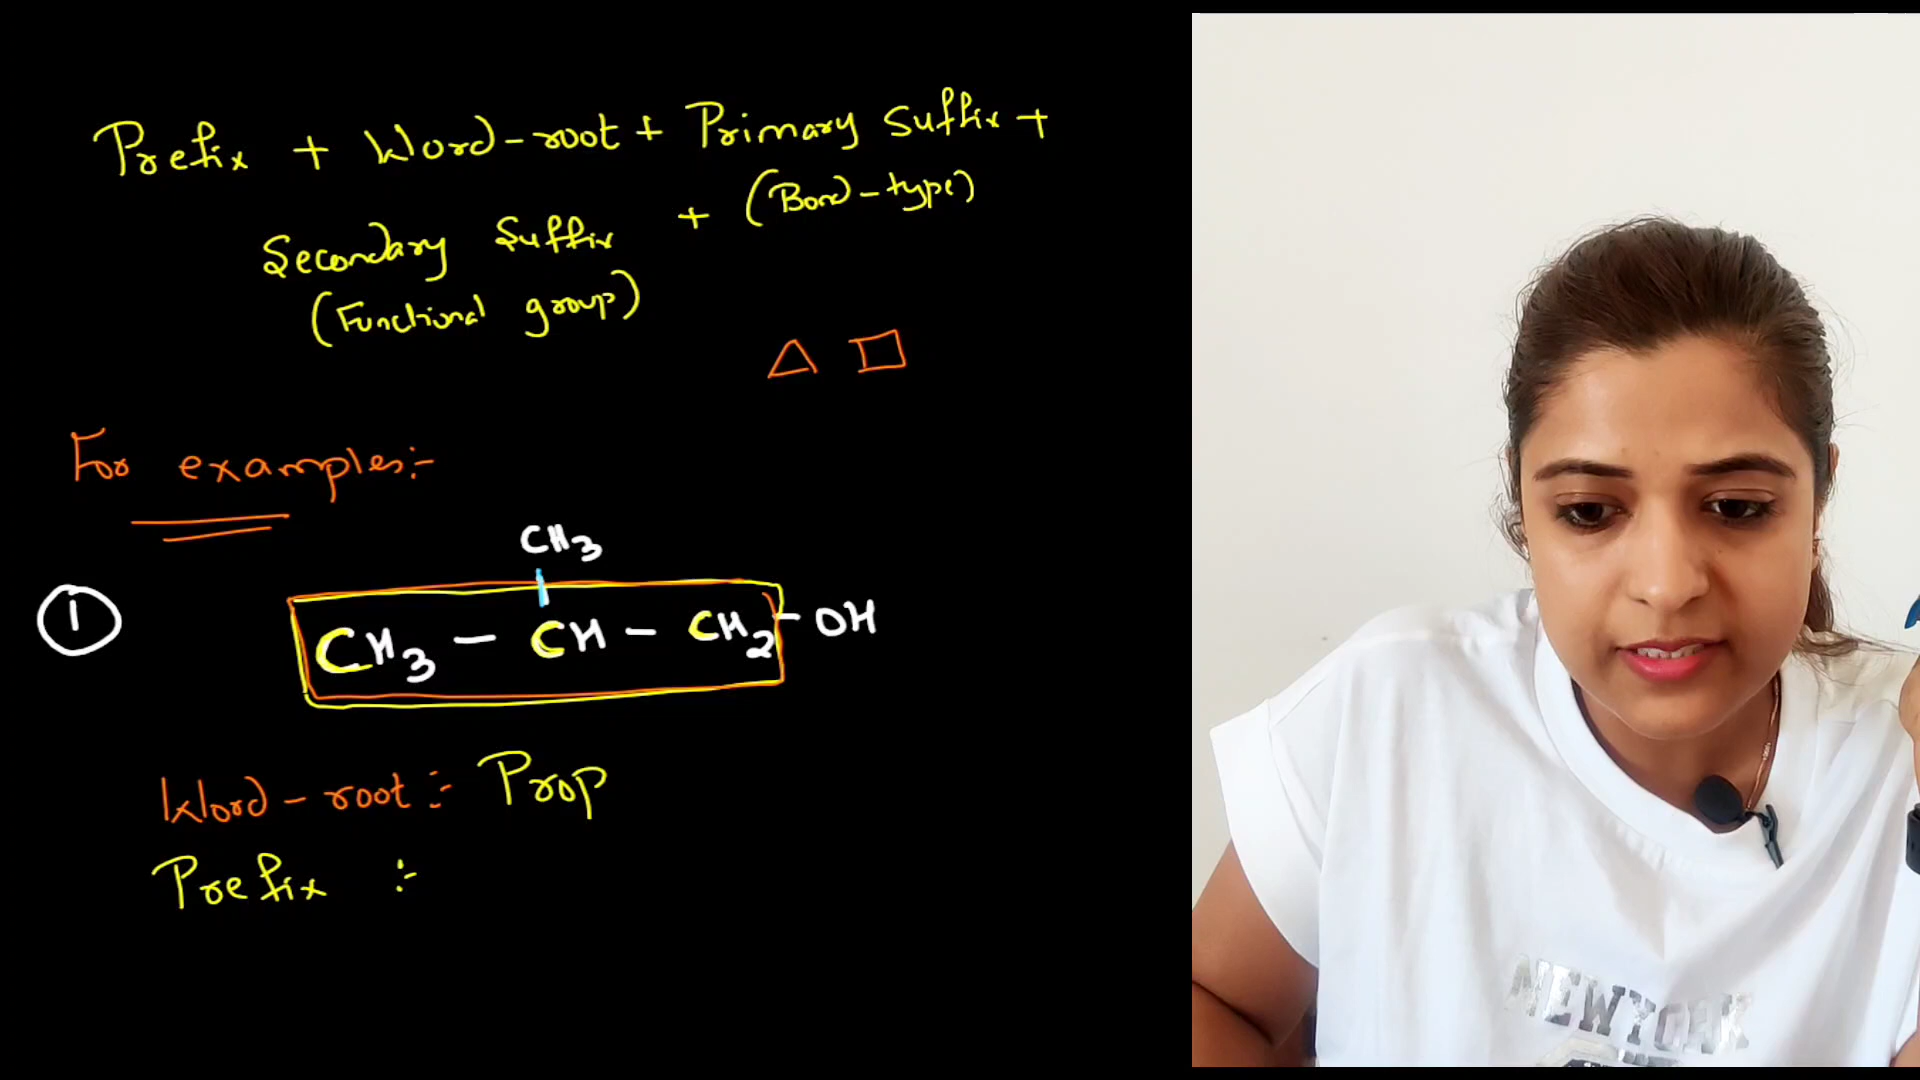 Prefix + Word-root + Primary Suffix +
Secondary Suffix + (Bond-type)
(Functional group)
For examples:-
CH3
1 CH3 - CH - CH2 - OH
Word-root :- Prop
Prefix :-
NEWYORK